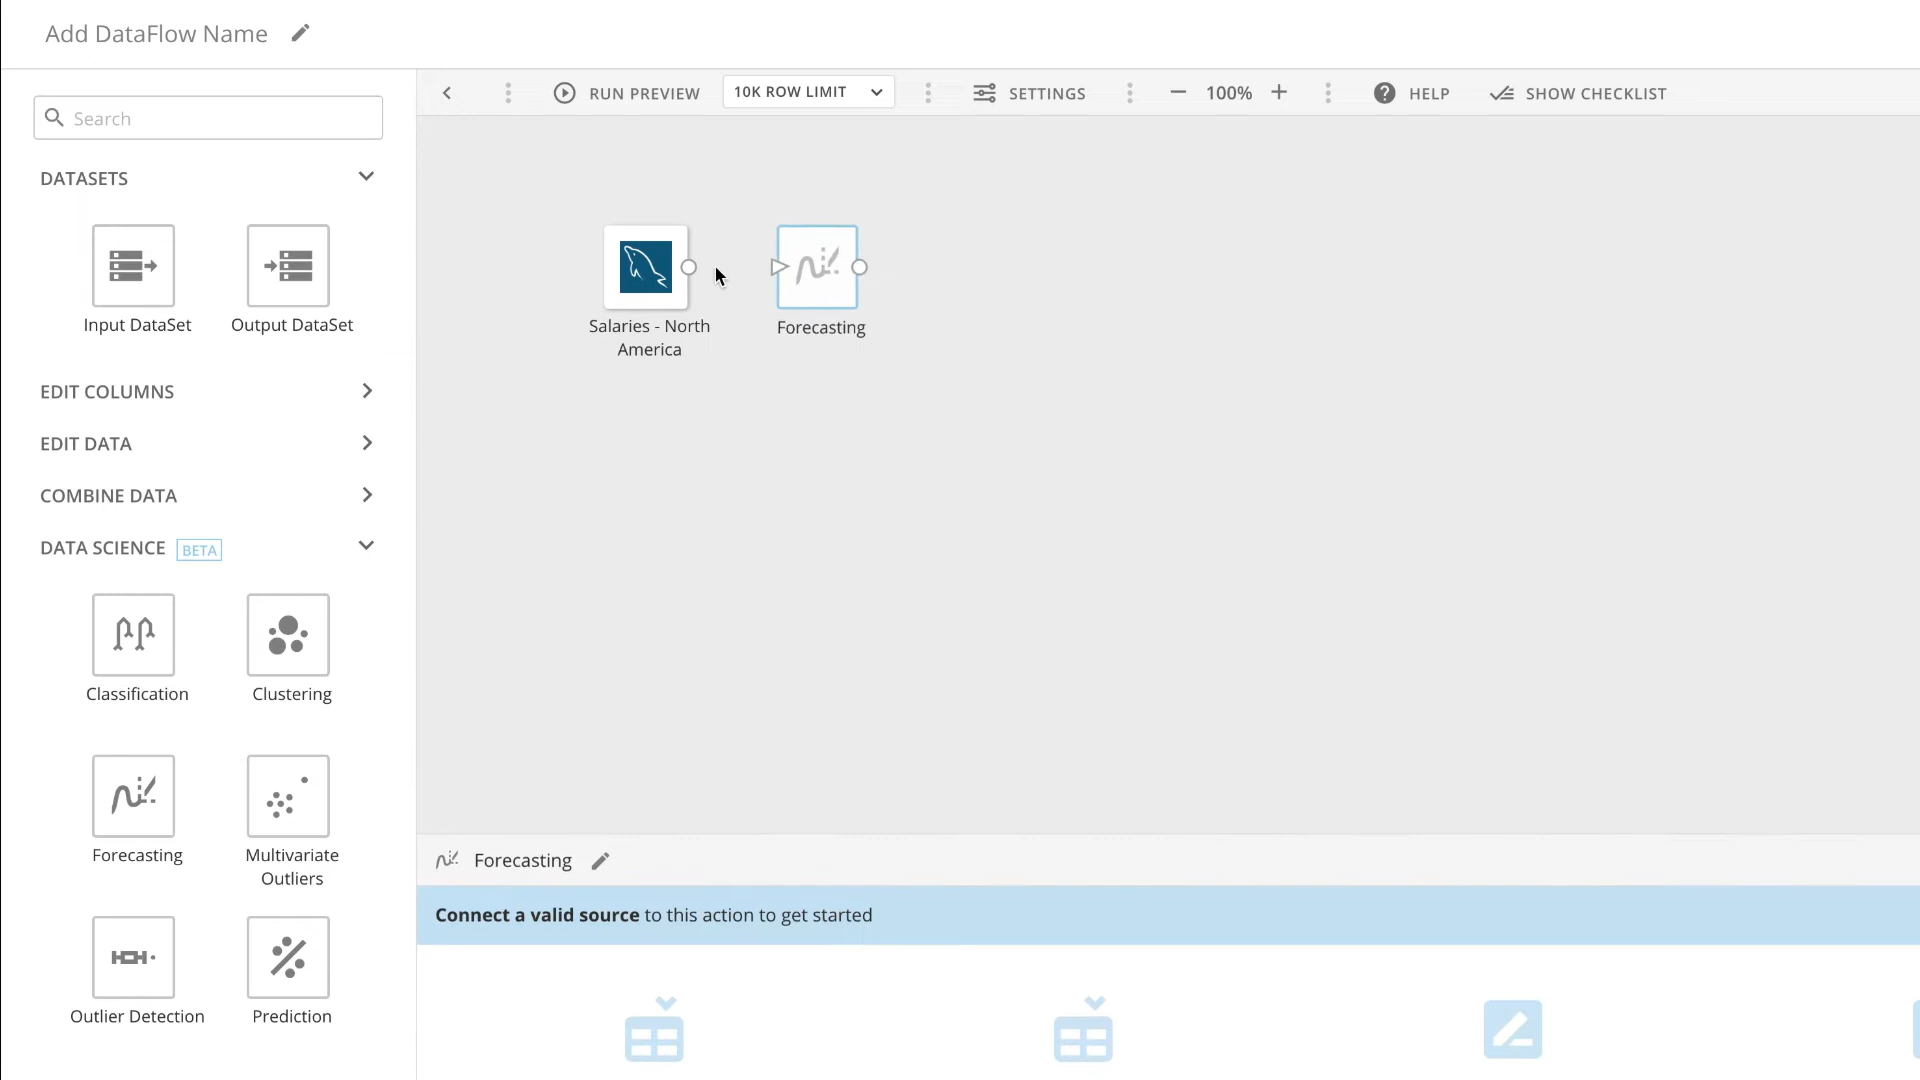 Add DataFlow Name
Search
RUN PREVIEW
10K ROW LIMIT
SETTINGS
100%
HELP
SHOW CHECKLIST
DATASETS
Input DataSet
Output DataSet
EDIT COLUMNS
EDIT DATA
COMBINE DATA
DATA SCIENCE BETA
Classification
Clustering
Forecasting
Multivariate
Outliers
Outlier Detection
Prediction
Salaries - North
America
Forecasting
Forecasting
Connect a valid source to this action to get started